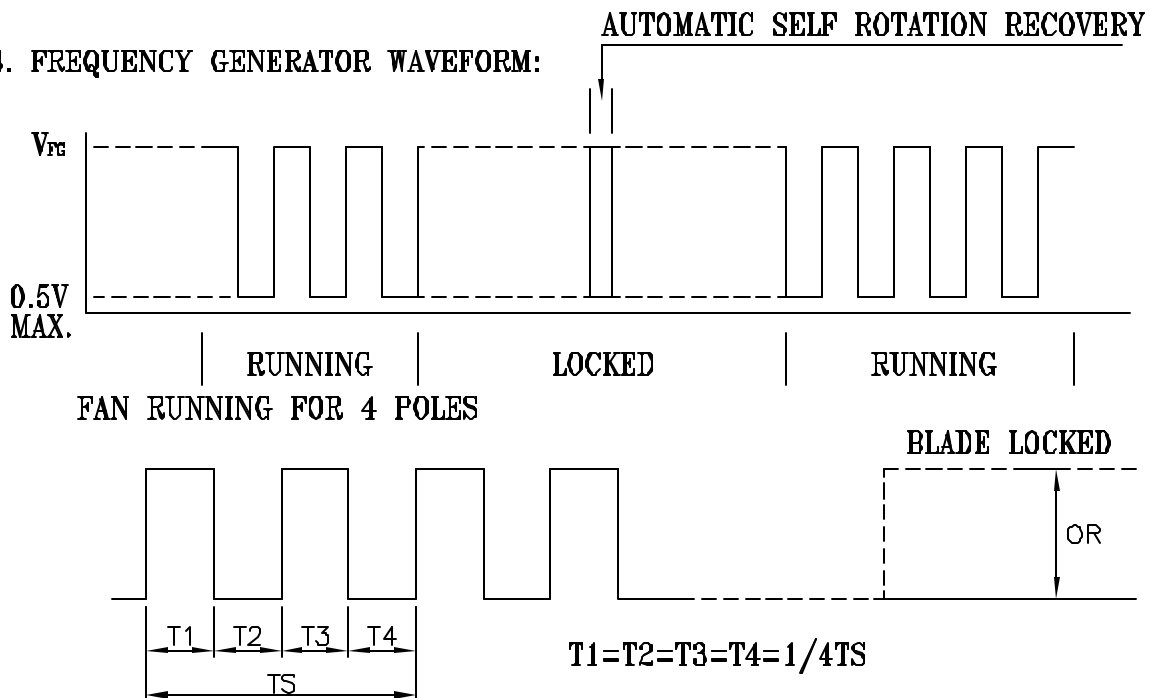 AUTOMATIC SELF ROTATION RECOVERY
. FREQUENCY GENERATOR WAVEFORM:
VFG
0.5V
MAX.
RUNNING
LOCKED
RUNNING
FAN RUNNING FOR 4 POLES
BLADE LOCKED
OR
T1 T2 T3 T4
T1=T2=T3=T4=1/4TS
TS